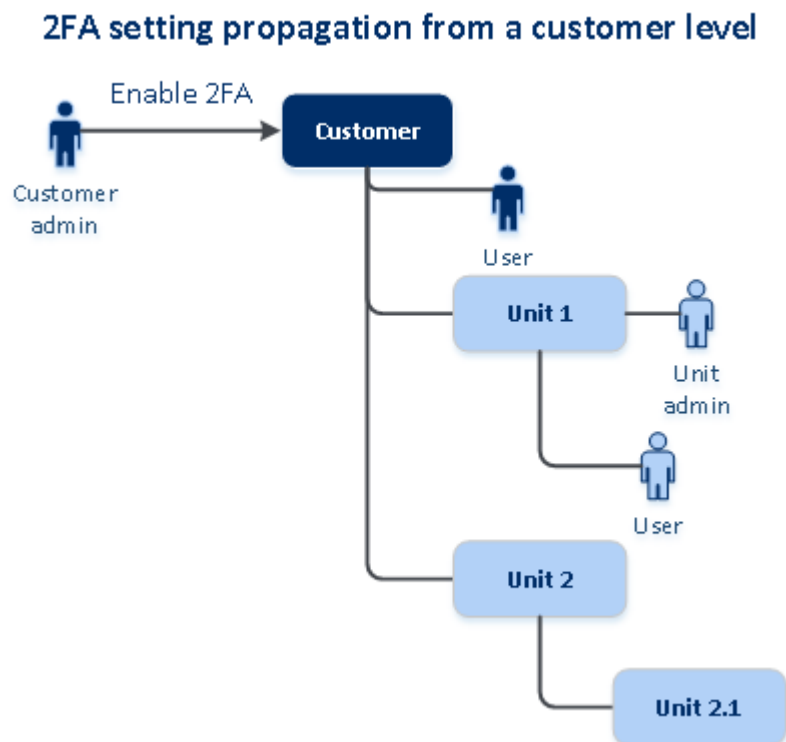 2FA setting propagation from a customer level
Enable 2FA
Customer
Customer
admin
User
Unit 1
Unit
admin
User
Unit 2
Unit 2.1